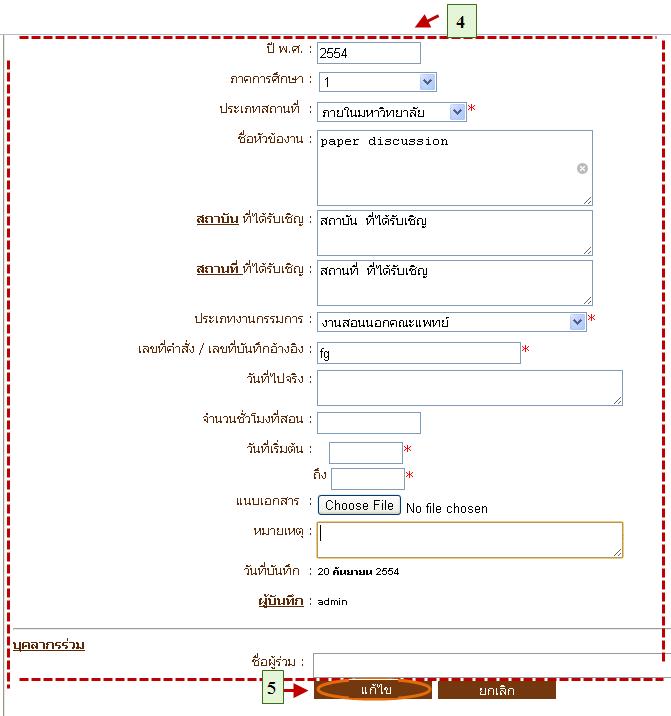 4
ปี พ.ศ. : 2554
ภาคการศึกษา : 1
ประเภทสถานที่ : ภายในมหาวิทยาลัย *
ชื่อหัวข้องาน : paper discussion
สถาบัน ที่ได้รับเชิญ : สถาบัน ที่ได้รับเชิญ
สถานที่ ที่ได้รับเชิญ : สถานที่ ที่ได้รับเชิญ
ประเภทงานกรรมการ : งานสอนนอกคณะแพทย์ *
เลขที่คำสั่ง / เลขที่บันทึกอ้างอิง : fg *
วันที่ไปจริง :
จำนวนชั่วโมงที่สอน :
วันที่เริ่มต้น : *
ถึง *
แนบเอกสาร : Choose File No file chosen
หมายเหตุ :
วันที่บันทึก : 20 กันยายน 2554
ผู้บันทึก : admin
บุคลากรร่วม
ชื่อผู้ร่วม :
5 แก้ไข ยกเลิก